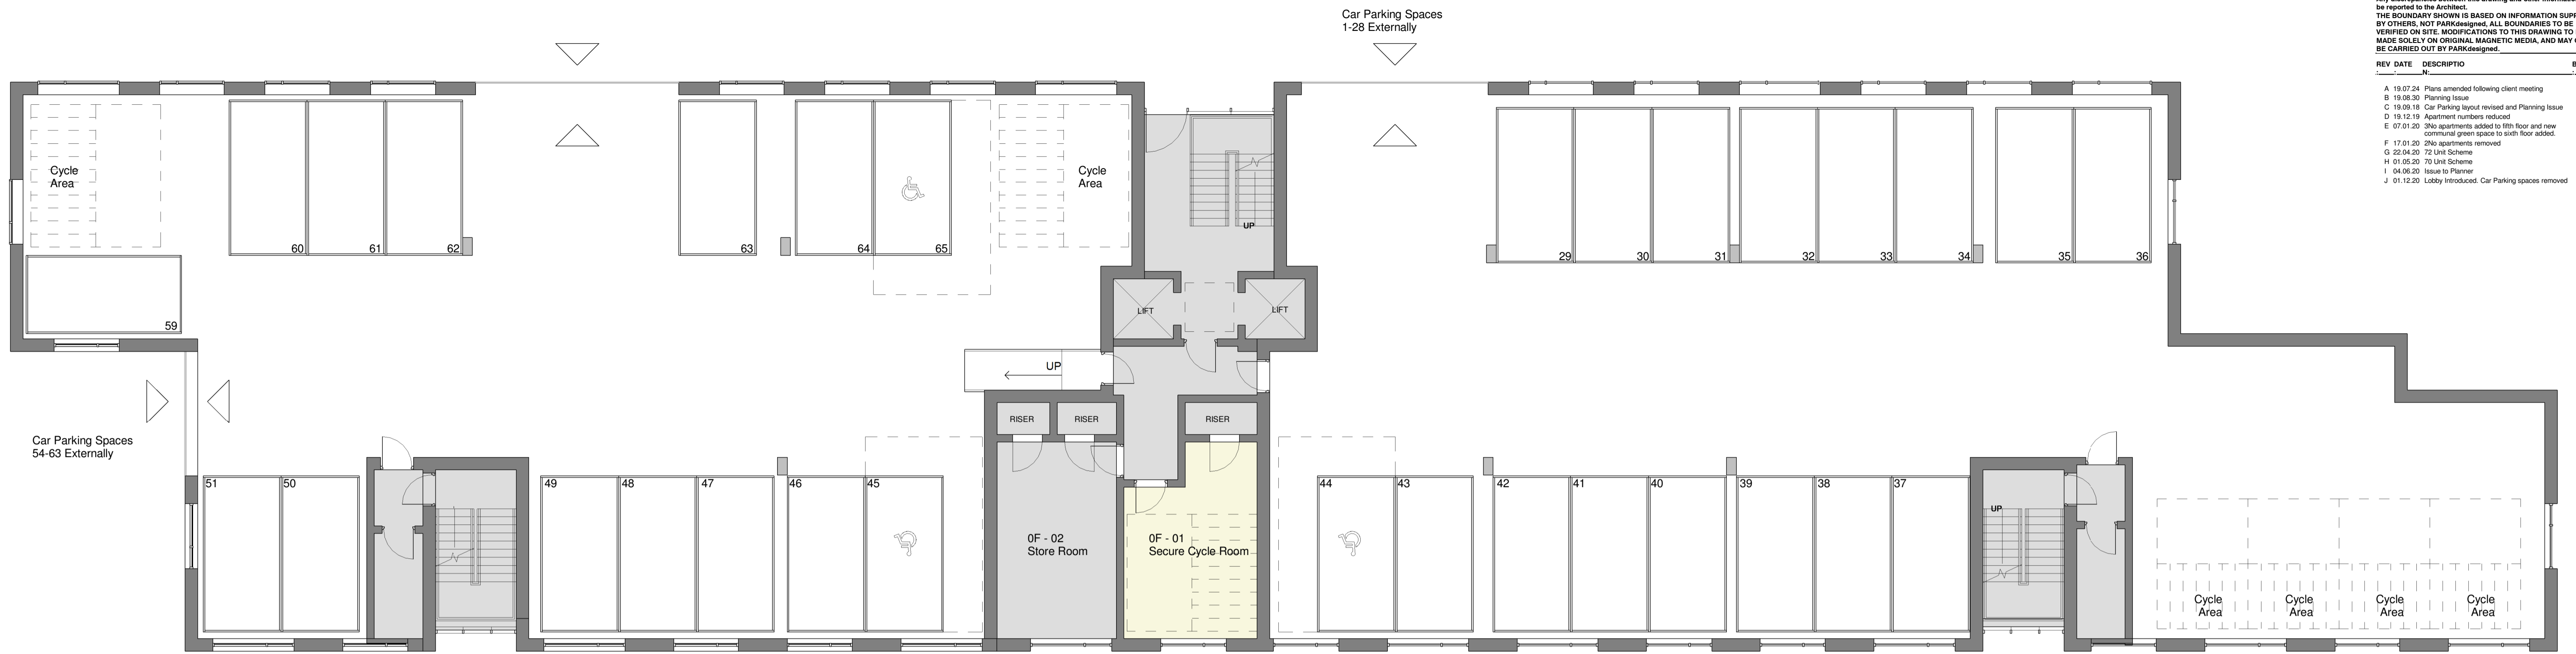 be reported to the Architect.
THE BOUNDARY SHOWN IS BASED ON INFORMATION
BY OTHERS, NOT PARKdesigned, ALL BOUNDARIES TO BE
VERIFIED ON SITE. MODIFICATIONS TO THIS DRAWING TO
MADE SOLELY ON ORIGINAL MAGNETIC MEDIA, AND MAY
BE CARRIED OUT BY PARKdesigned.
REV DATE DESCRIPTIO
N:
A 19.07.24 Plans amended following client meeting
B 19.08.30 Planning Issue
C 19.09.18 Car Parking layout revised and Planning Issue
D 19.12.19 Apartment numbers reduced
E 07.01.20 3No apartments added to fifth floor and new
communal green space to sixth floor added.
F 17.01.20 2No apartments removed
G 22.04.20 72 Unit Scheme
H 01.05.20 70 Unit Scheme
I 04.06.20 Issue to Planner
J 01.12.20 Lobby Introduced. Car Parking spaces removed
Car Parking Spaces
1-28 Externally
Cycle
Area
60
61
62
63
64
65
Cycle
Area
UP
29
30
31
32
33
34
35
36
59
LIFT
LIFT
UP
Car Parking Spaces
54-63 Externally
RISER
RISER
RISER
51
50
49
48
47
46
45
44
43
42
41
40
39
38
37
UP
0F - 02
Store Room
0F - 01
Secure Cycle Room
Cycle
Area
Cycle
Area
Cycle
Area
Cycle
Area